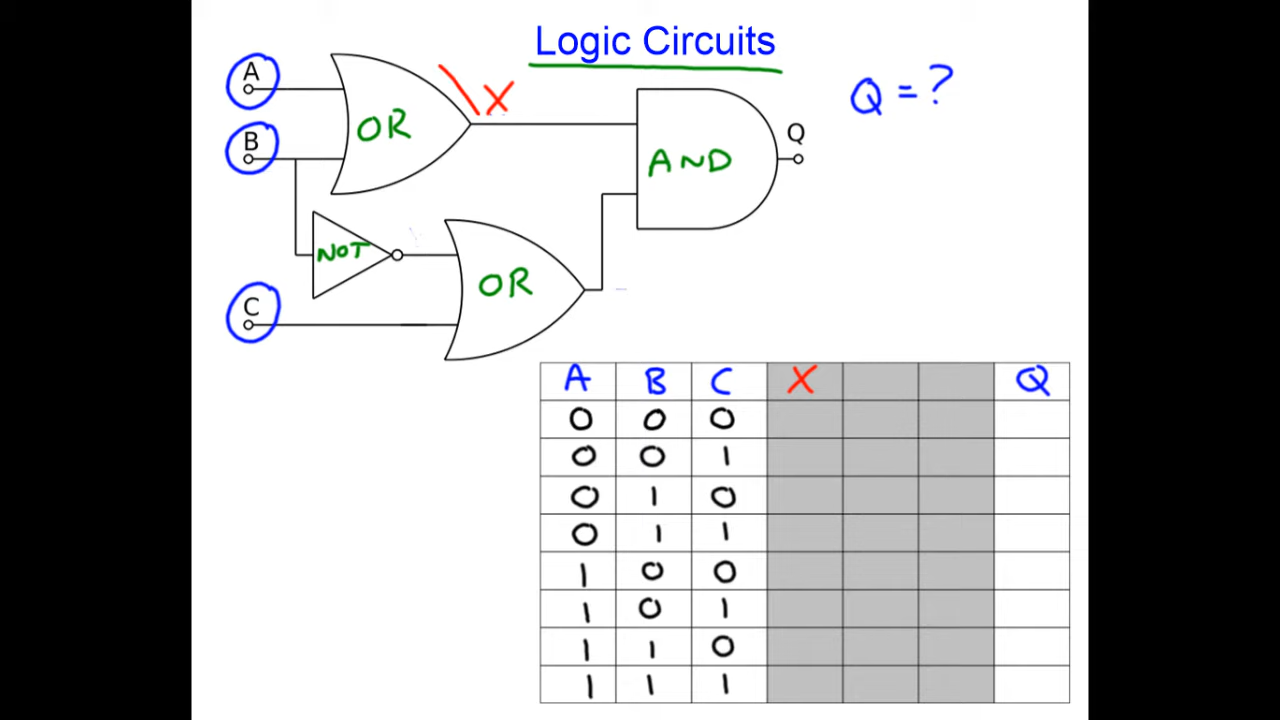 Logic Circuits
A
X
Q = ?
OR
B
Q
AND
NOT
OR
C
A B C X Q
0 0 0
0 0 1
0 1 0
0 1 1
1 0 0
1 0 1
1 1 0
1 1 1